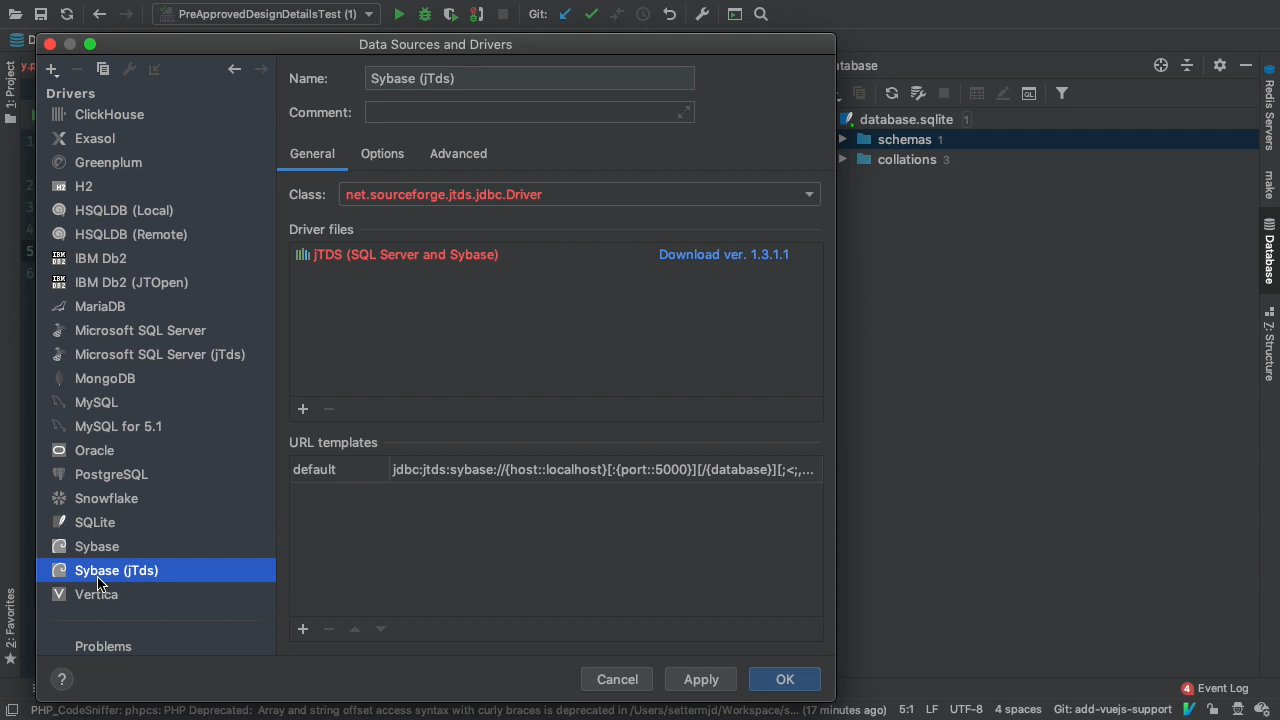 PreApprovedDesignDetailsTest (1)
Git:
Data Sources and Drivers
Drivers
ClickHouse
Exasol
Greenplum
H2
HSQLDB (Local)
HSQLDB (Remote)
IBM Db2
IBM Db2 (JTOpen)
MariaDB
Microsoft SQL Server
Microsoft SQL Server (jTds)
MongoDB
MySQL
MySQL for 5.1
Oracle
PostgreSQL
Snowflake
SQLite
Sybase
Sybase (jTds)
Vertica
Problems
Name: Sybase (jTds)
Comment:
General Options Advanced
Class: net.sourceforge.jtds.jdbc.Driver
Driver files
jTDS (SQL Server and Sybase) Download ver. 1.3.1.1
URL templates
default jdbc:jtds:sybase://{host::localhost}[:{port::5000}][/{database}][;<;,...
? Cancel Apply OK
tabase
database.sqlite 1
schemas 1
collations 3
1: Project
2: Favorites
Redis Servers
make
Database
Z: Structure
4 Event Log
PHP_CodeSniffer: phpcs: PHP Deprecated: Array and string offset access syntax with curly braces is deprecated in /Users/settermjd/Workspace/s... (17 minutes ago) 5:1 LF UTF-8 4 spaces Git: add-vuejs-support